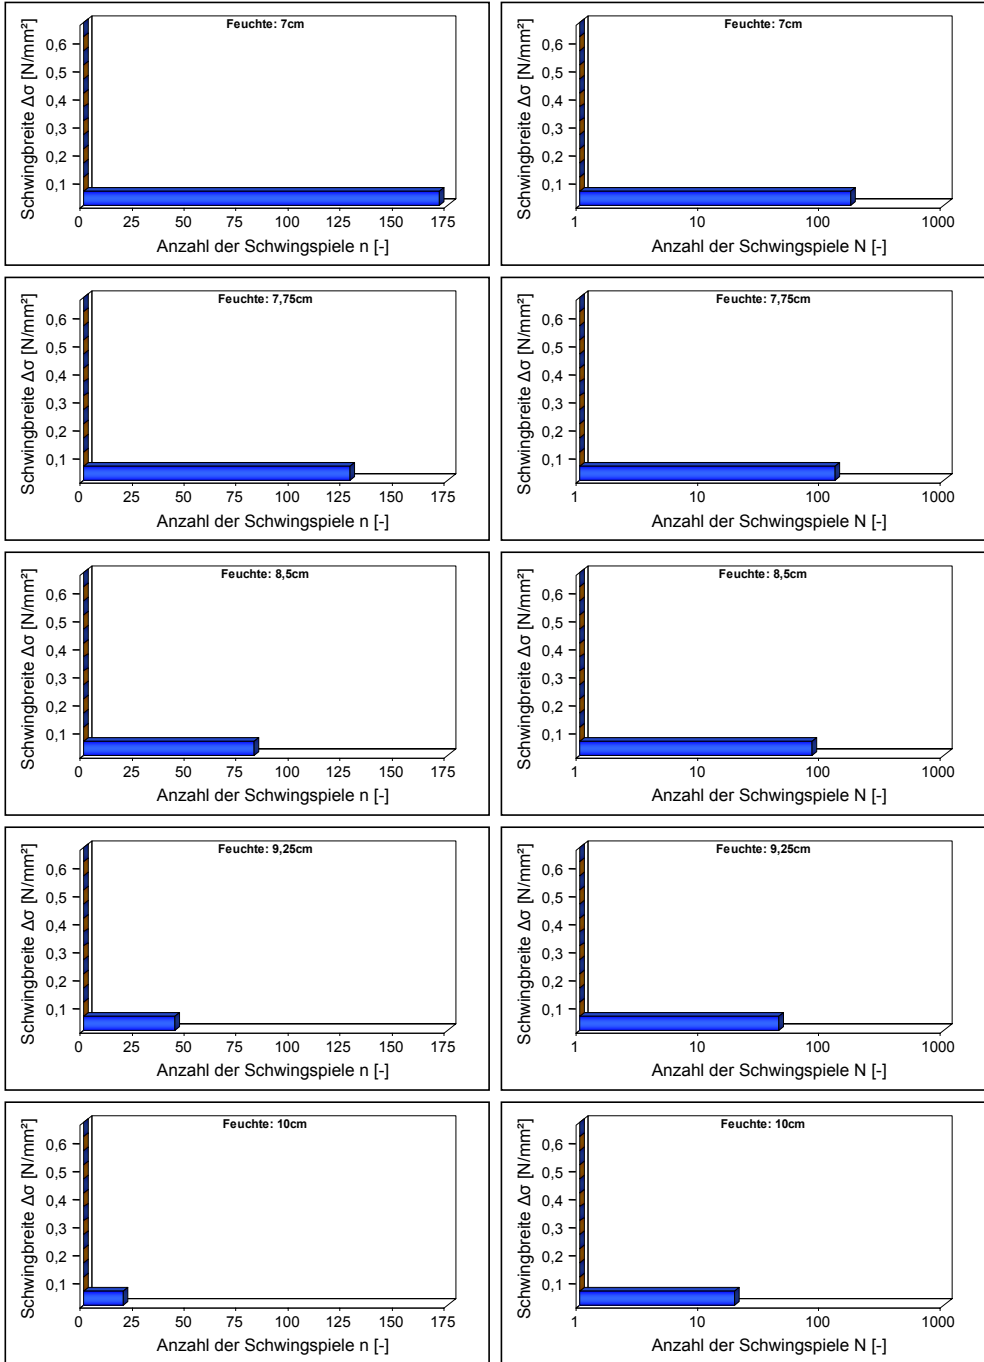 Feuchte: 7cm
Schwingbreite Δσ [N/mm²]
0,6
0,5
0,4
0,3
0,2
0,1
0 25 50 75 100 125 150 175
Anzahl der Schwingspiele n [-]
Feuchte: 7cm
Schwingbreite Δσ [N/mm²]
0,6
0,5
0,4
0,3
0,2
0,1
1 10 100 1000
Anzahl der Schwingspiele N [-]
Feuchte: 7,75cm
Schwingbreite Δσ [N/mm²]
0,6
0,5
0,4
0,3
0,2
0,1
0 25 50 75 100 125 150 175
Anzahl der Schwingspiele n [-]
Feuchte: 7,75cm
Schwingbreite Δσ [N/mm²]
0,6
0,5
0,4
0,3
0,2
0,1
1 10 100 1000
Anzahl der Schwingspiele N [-]
Feuchte: 8,5cm
Schwingbreite Δσ [N/mm²]
0,6
0,5
0,4
0,3
0,2
0,1
0 25 50 75 100 125 150 175
Anzahl der Schwingspiele n [-]
Feuchte: 8,5cm
Schwingbreite Δσ [N/mm²]
0,6
0,5
0,4
0,3
0,2
0,1
1 10 100 1000
Anzahl der Schwingspiele N [-]
Feuchte: 9,25cm
Schwingbreite Δσ [N/mm²]
0,6
0,5
0,4
0,3
0,2
0,1
0 25 50 75 100 125 150 175
Anzahl der Schwingspiele n [-]
Feuchte: 9,25cm
Schwingbreite Δσ [N/mm²]
0,6
0,5
0,4
0,3
0,2
0,1
1 10 100 1000
Anzahl der Schwingspiele N [-]
Feuchte: 10cm
Schwingbreite Δσ [N/mm²]
0,6
0,5
0,4
0,3
0,2
0,1
0 25 50 75 100 125 150 175
Anzahl der Schwingspiele n [-]
Feuchte: 10cm
Schwingbreite Δσ [N/mm²]
0,6
0,5
0,4
0,3
0,2
0,1
1 10 100 1000
Anzahl der Schwingspiele N [-]